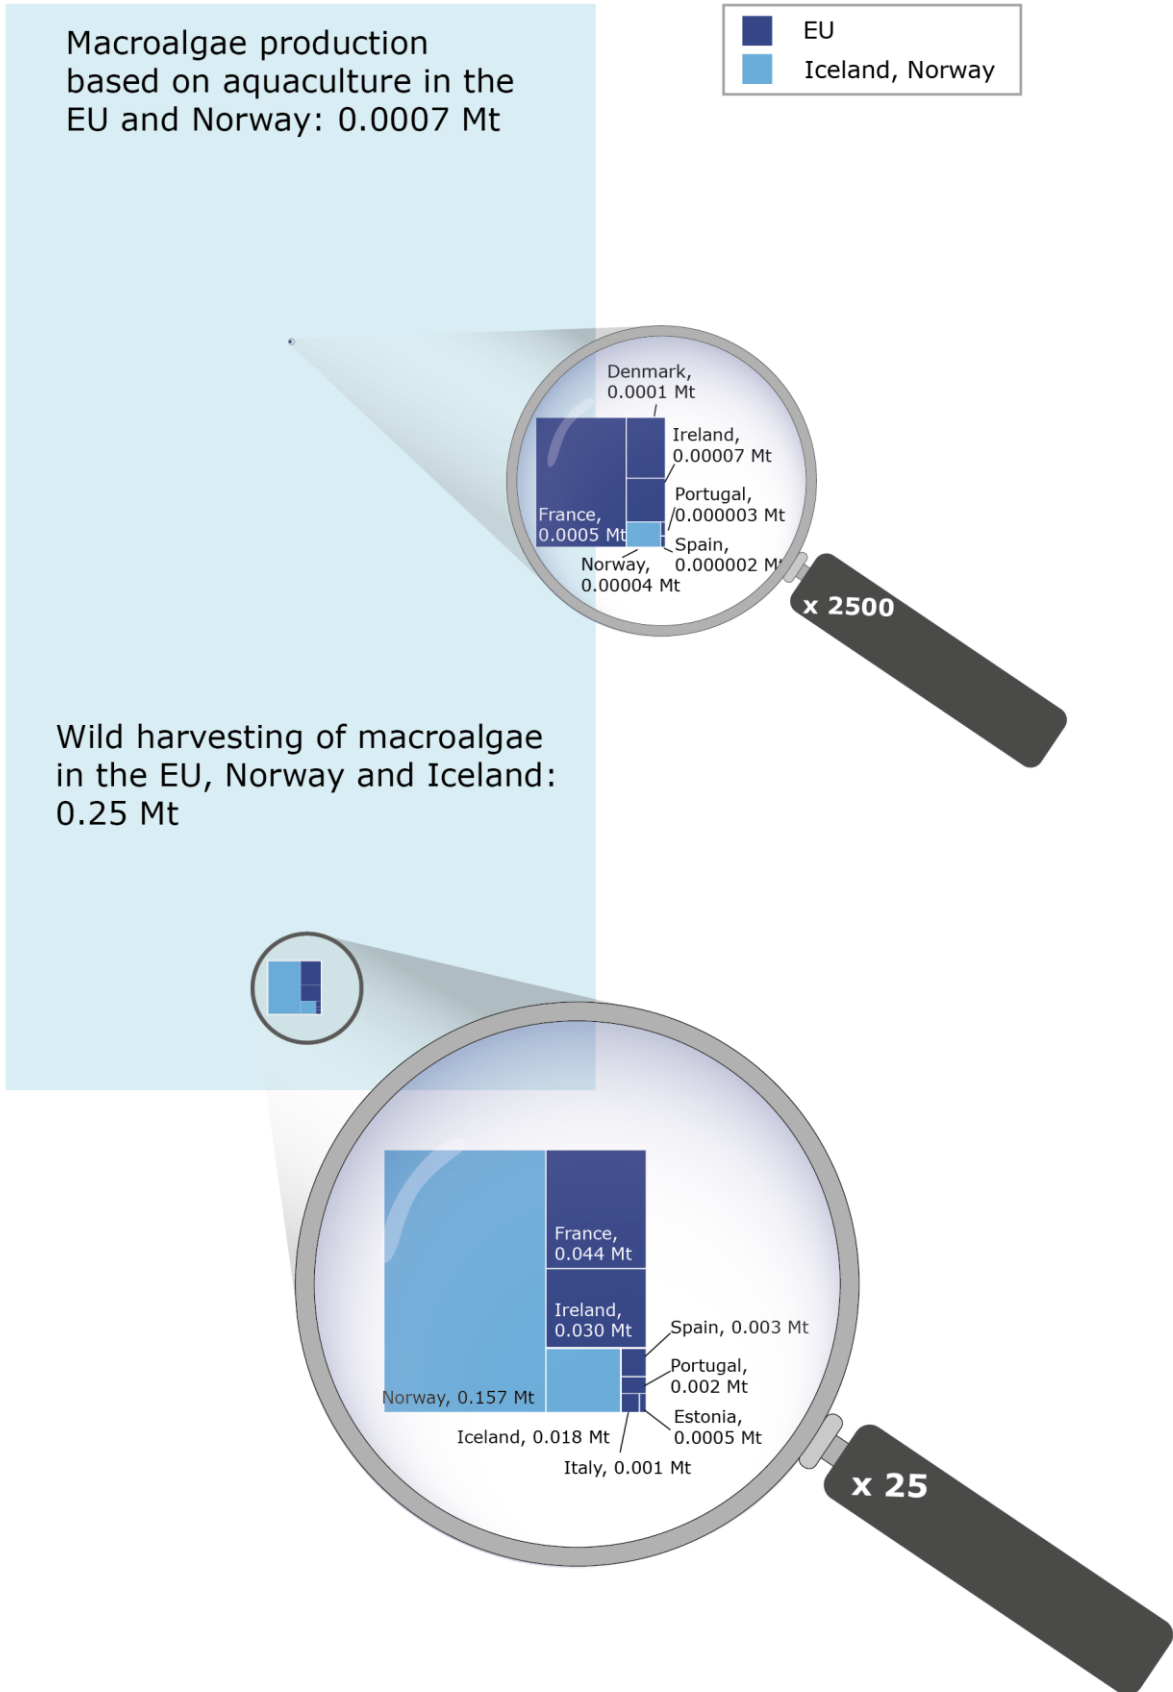 Macroalgae production
based on aquaculture in the
EU and Norway: 0.0007 Mt
EU
Iceland, Norway
Denmark,
0.0001 Mt
Ireland,
0.00007 Mt
Portugal,
0.000003 Mt
France,
0.0005 Mt
Spain,
0.000002 Mt
Norway,
0.00004 Mt
x 2500
Wild harvesting of macroalgae
in the EU, Norway and Iceland:
0.25 Mt
France,
0.044 Mt
Ireland,
0.030 Mt
Spain, 0.003 Mt
Portugal,
0.002 Mt
Norway, 0.157 Mt
Estonia,
0.0005 Mt
Iceland, 0.018 Mt
Italy, 0.001 Mt
x 25